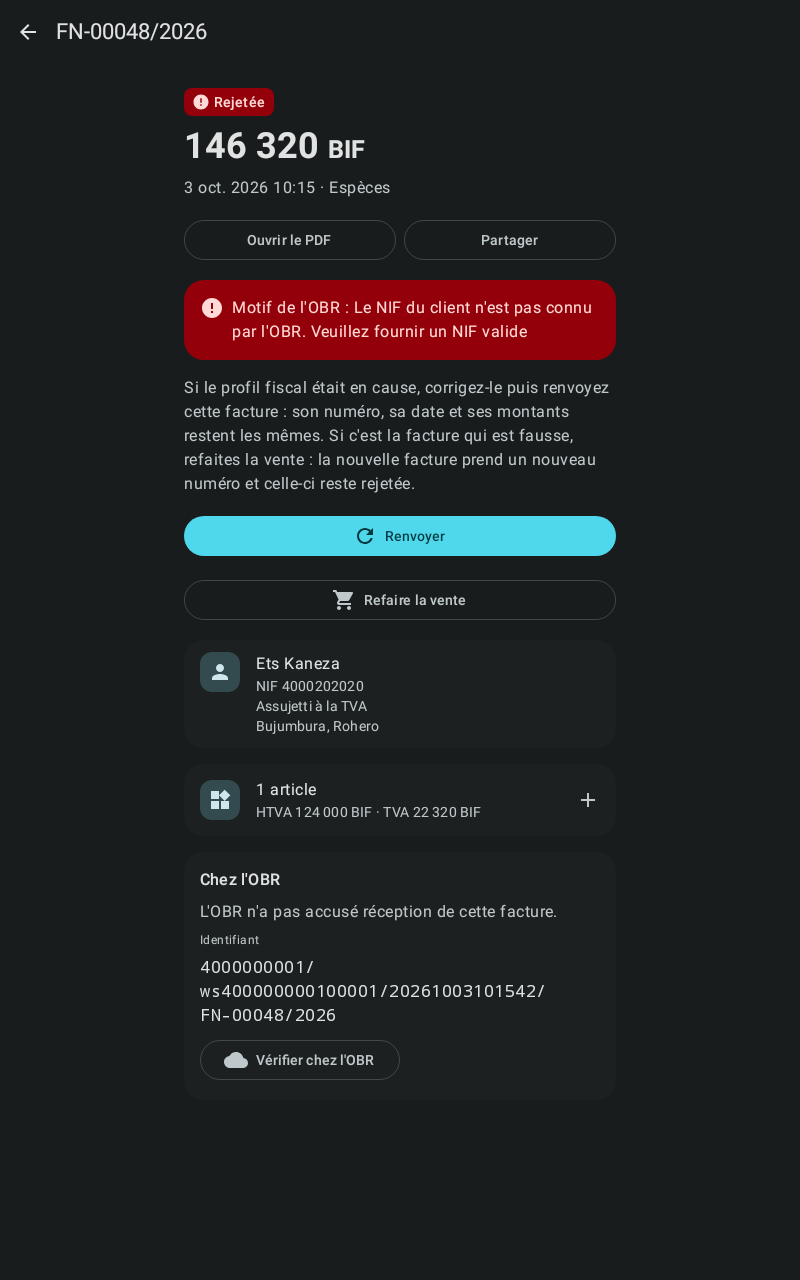 FN-00048/2026
Rejetée
146 320 BIF
3 oct. 2026 10:15 · Espèces
Ouvrir le PDF
Partager
Motif de l'OBR : Le NIF du client n'est pas connu
par l'OBR. Veuillez fournir un NIF valide
Si le profil fiscal était en cause, corrigez-le puis renvoyez
cette facture : son numéro, sa date et ses montants
restent les mêmes. Si c'est la facture qui est fausse,
refaites la vente : la nouvelle facture prend un nouveau
numéro et celle-ci reste rejetée.
Renvoyer
Refaire la vente
Ets Kaneza
NIF 4000202020
Assujetti à la TVA
Bujumbura, Rohero
1 article
HTVA 124 000 BIF · TVA 22 320 BIF
Chez l'OBR
L'OBR n'a pas accusé réception de cette facture.
Identifiant
4000000001/
ws400000000100001/20261003101542/
FN-00048/2026
Vérifier chez l'OBR